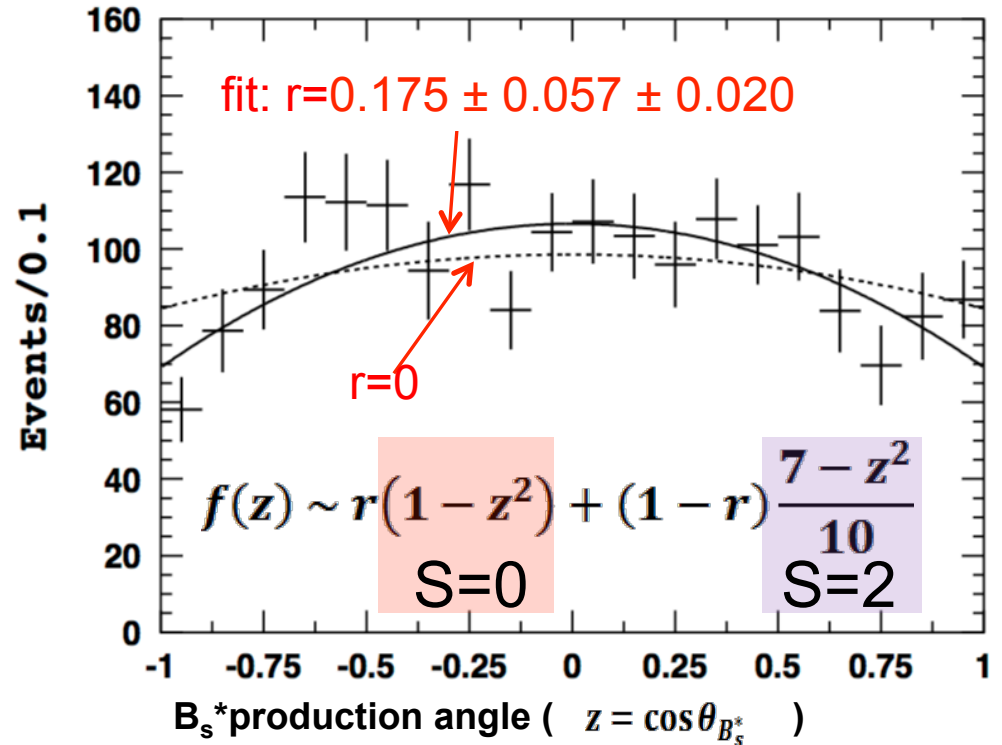 160
140
120
100
80
60
40
20
0
Events/0.1
fit: r=0.175 ± 0.057 ± 0.020
r=0
f(z) ~ r(1 − z²) + (1 − r) (7 − z²)/10
S=0 S=2
-1 -0.75 -0.5 -0.25 0 0.25 0.5 0.75 1
Bₛ*production angle ( z = cosθ_{Bₛ*} )